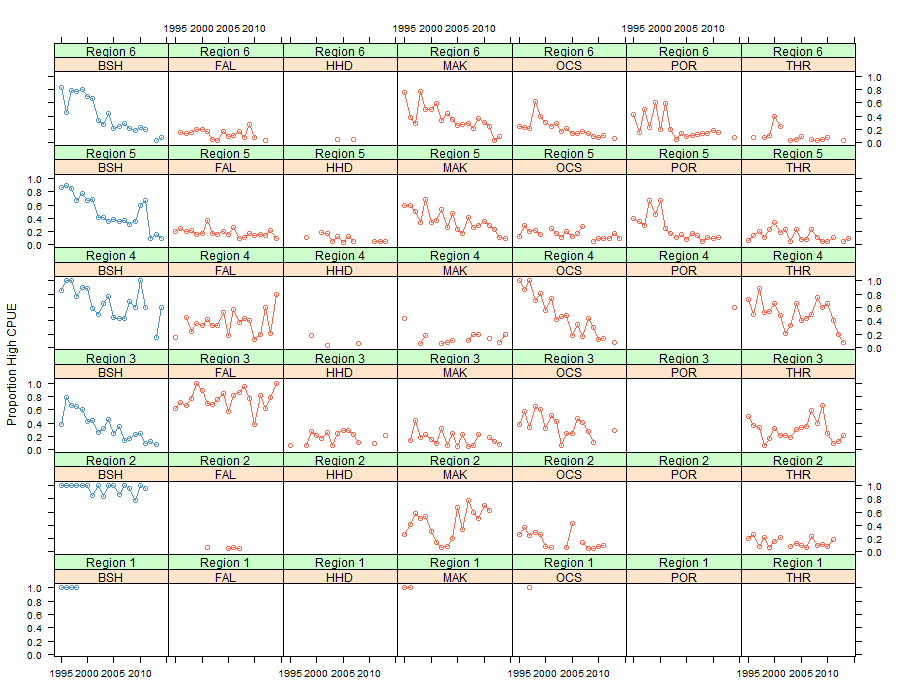 1995 2000 2005 2010 1995 2000 2005 2010 1995 2000 2005 2010
Region 6 Region 6 Region 6 Region 6 Region 6 Region 6 Region 6
BSH FAL HHD MAK OCS POR THR
1.0
0.8
0.6
0.4
0.2
0.0
Region 5 Region 5 Region 5 Region 5 Region 5 Region 5 Region 5
BSH FAL HHD MAK OCS POR THR
1.0
0.8
0.6
0.4
0.2
0.0
Region 4 Region 4 Region 4 Region 4 Region 4 Region 4 Region 4
BSH FAL HHD MAK OCS POR THR
1.0
0.8
0.6
0.4
0.2
0.0
Proportion High CPUE
Region 3 Region 3 Region 3 Region 3 Region 3 Region 3 Region 3
BSH FAL HHD MAK OCS POR THR
1.0
0.8
0.6
0.4
0.2
0.0
Region 2 Region 2 Region 2 Region 2 Region 2 Region 2 Region 2
BSH FAL HHD MAK OCS POR THR
1.0
0.8
0.6
0.4
0.2
0.0
Region 1 Region 1 Region 1 Region 1 Region 1 Region 1 Region 1
BSH FAL HHD MAK OCS POR THR
1.0
0.8
0.6
0.4
0.2
0.0
1995 2000 2005 2010 1995 2000 2005 2010 1995 2000 2005 2010 1995 2000 2005 2010